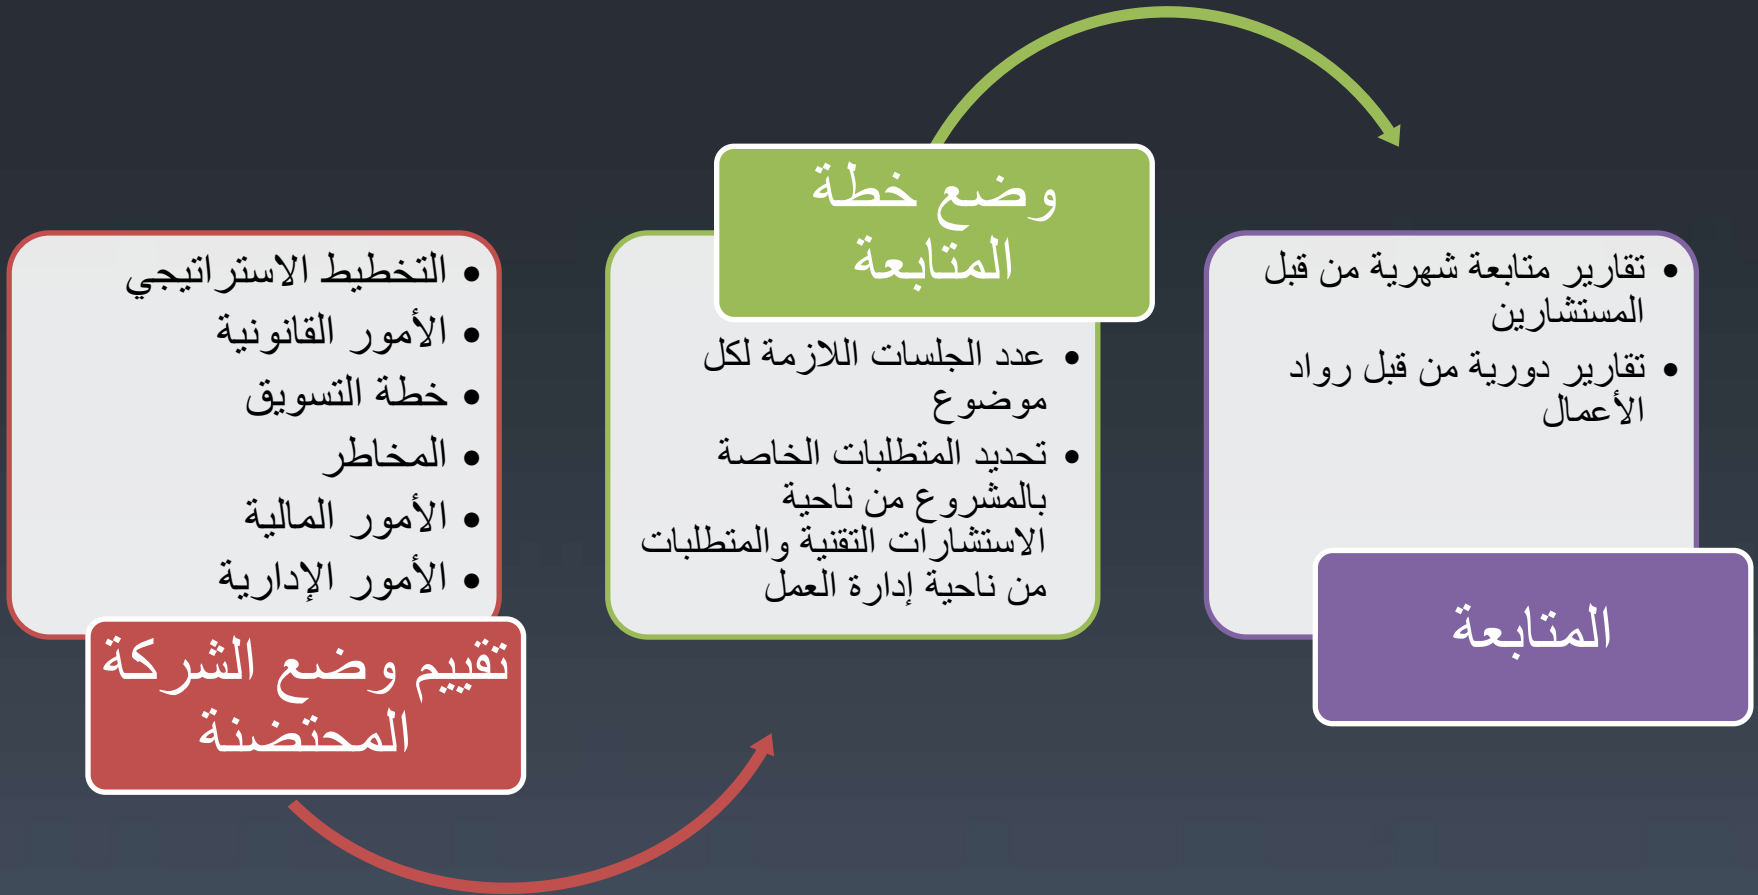 • التخطيط الاستراتيجي
• الأمور القانونية
• خطة التسويق
• المخاطر
• الأمور المالية
• الأمور الإدارية
تقييم وضع الشركة
المحتضنة
وضع خطة
المتابعة
• عدد الجلسات اللازمة لكل
موضوع
• تحديد المتطلبات الخاصة
بالمشروع من ناحية
الاستشارات التقنية والمتطلبات
من ناحية إدارة العمل
• تقارير متابعة شهرية من قبل
المستشارين
• تقارير دورية من قبل رواد
الأعمال
المتابعة